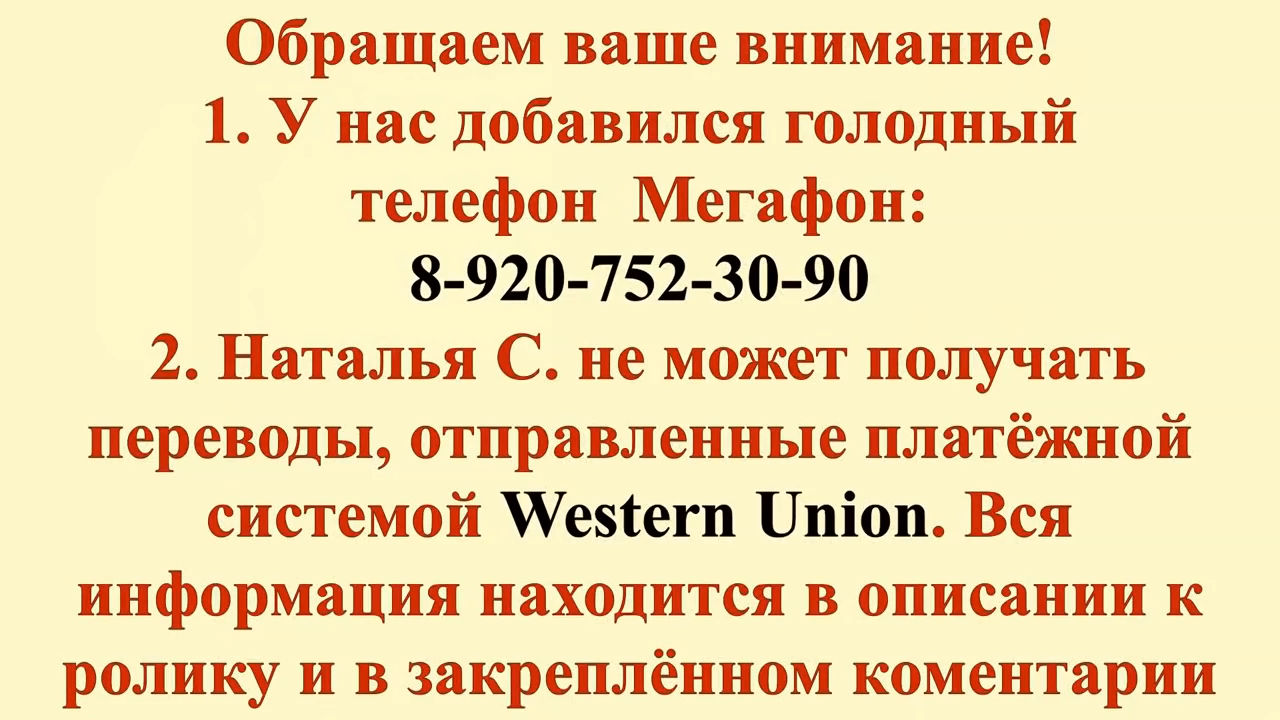 Обращаем ваше внимание!
1. У нас добавился голодный
телефон Мегафон:
8-920-752-30-90
2. Наталья С. не может получать
переводы, отправленные платёжной
системой Western Union. Вся
информация находится в описании к
ролику и в закреплённом коментарии